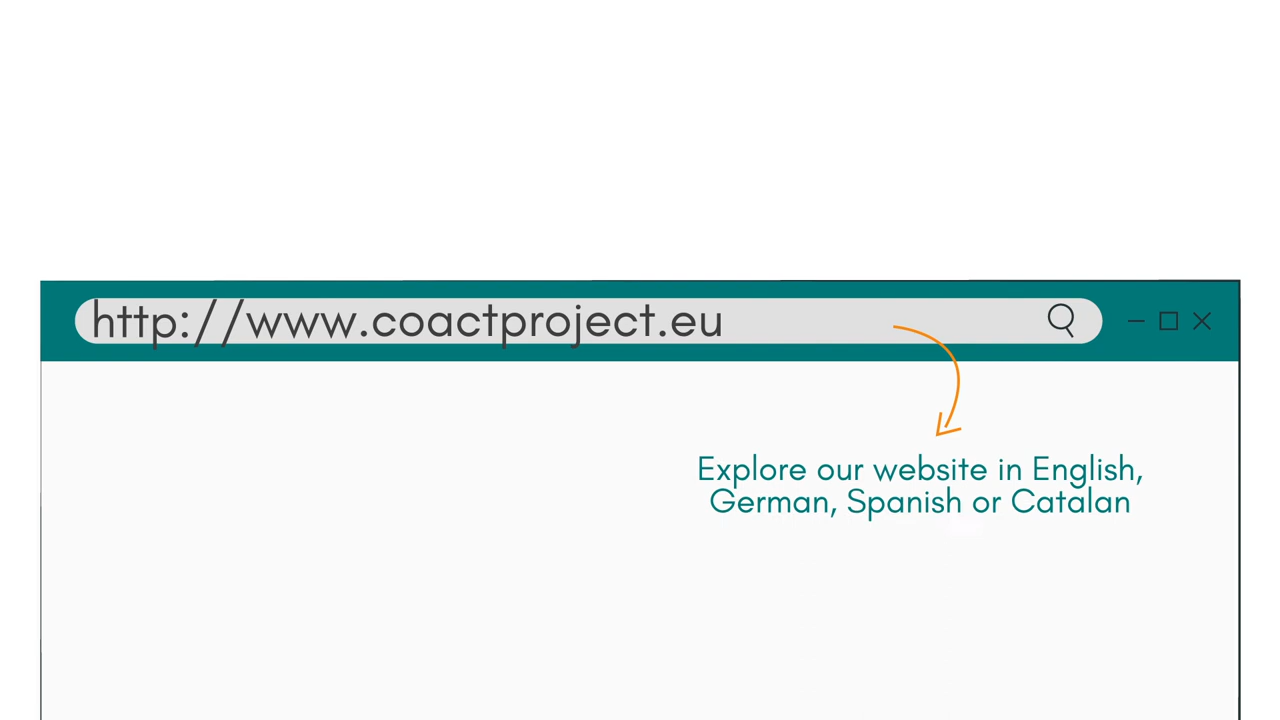 http://www.coactproject.eu
Explore our website in English,
German, Spanish or Catalan